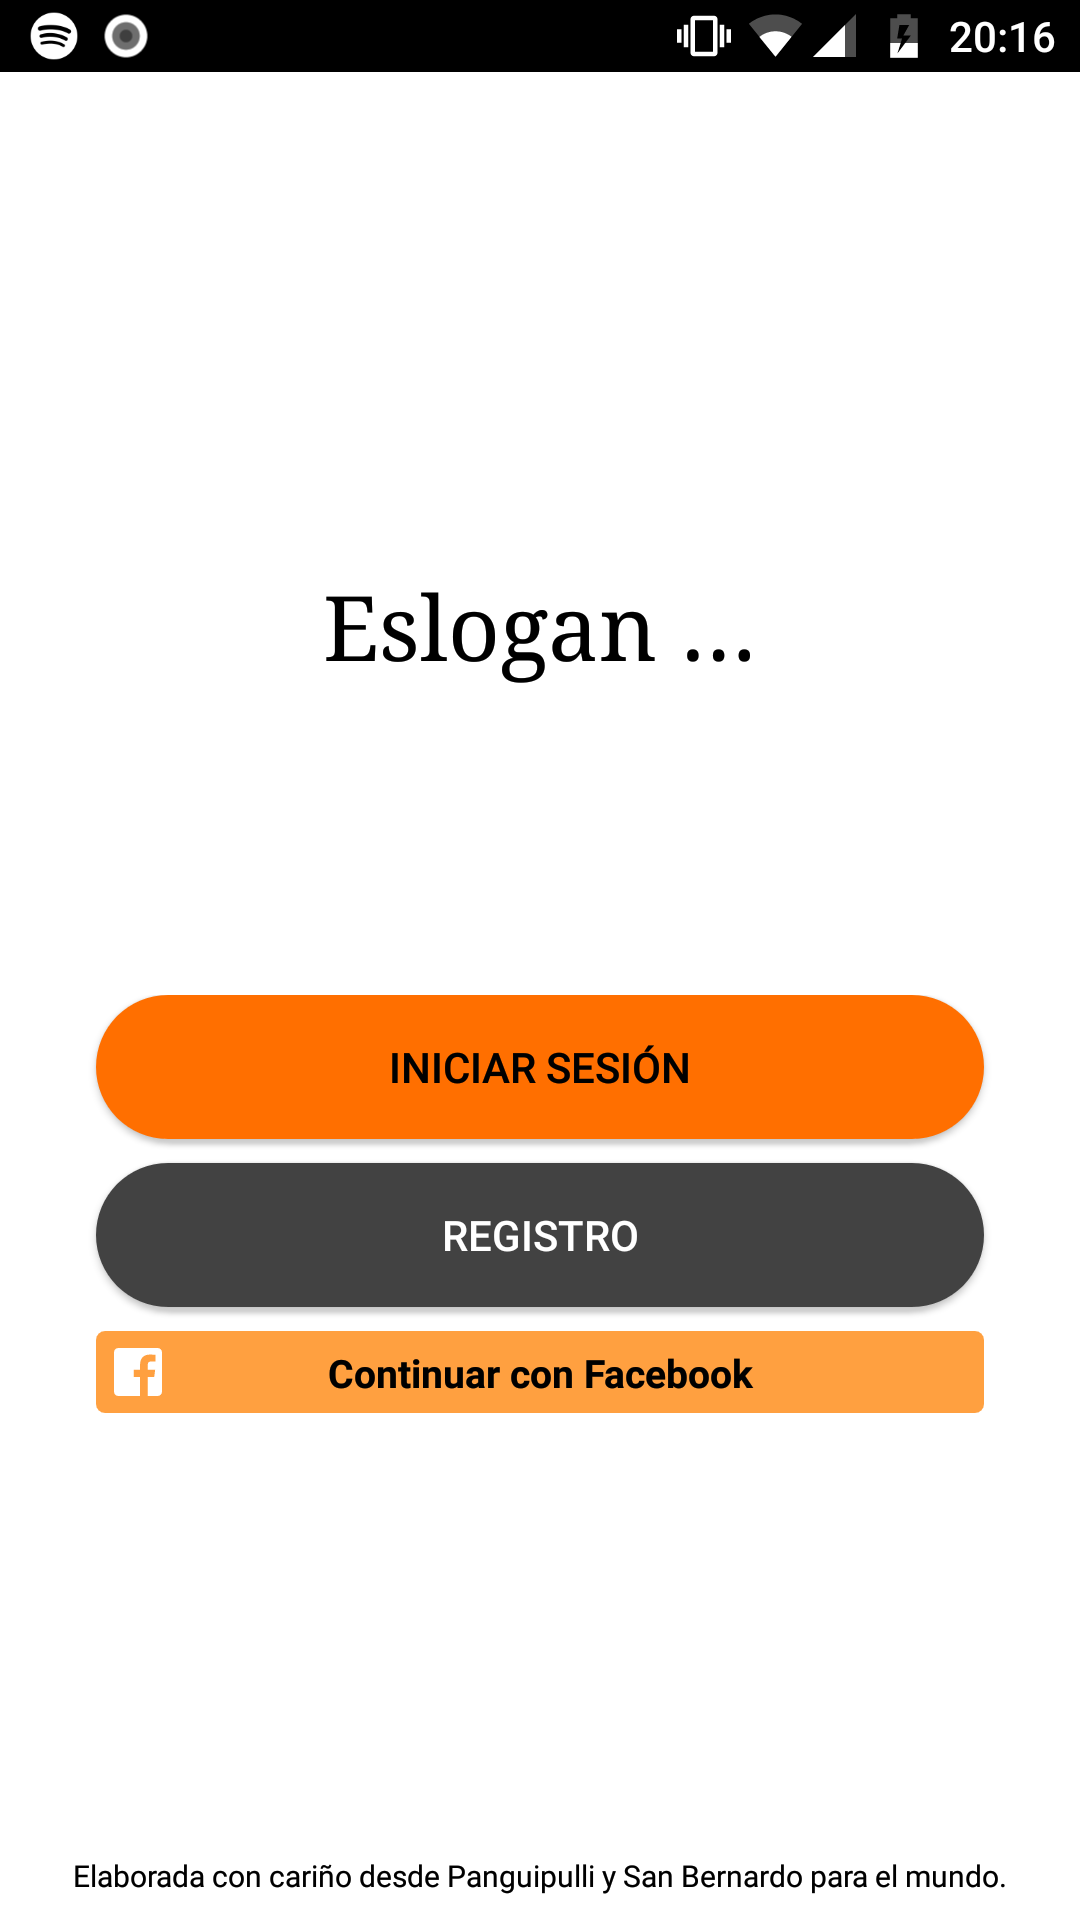 20:16
Eslogan ...
INICIAR SESIÓN
REGISTRO
Continuar con Facebook
Elaborada con cariño desde Panguipulli y San Bernardo para el mundo.